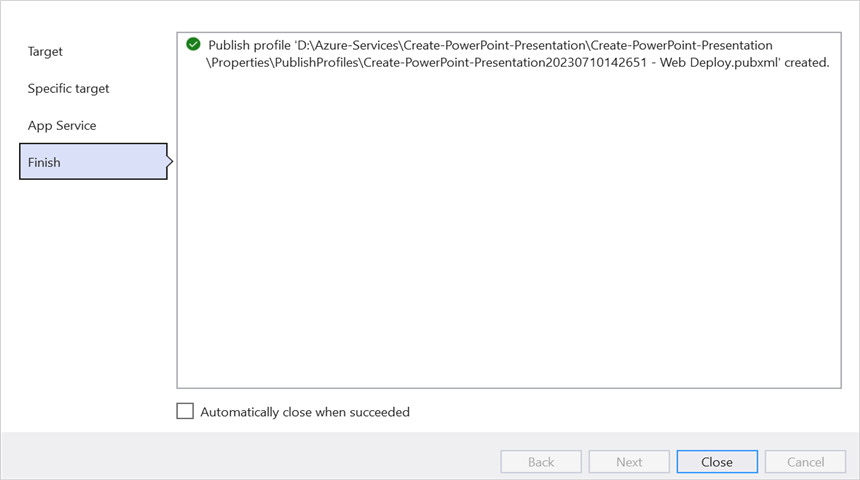 Target
Specific target
App Service
Finish
Publish profile 'D:\Azure-Services\Create-PowerPoint-Presentation\Create-PowerPoint-Presentation
\Properties\PublishProfiles\Create-PowerPoint-Presentation20230710142651 - Web Deploy.pubxml' created.
Automatically close when succeeded
Back
Next
Close
Cancel